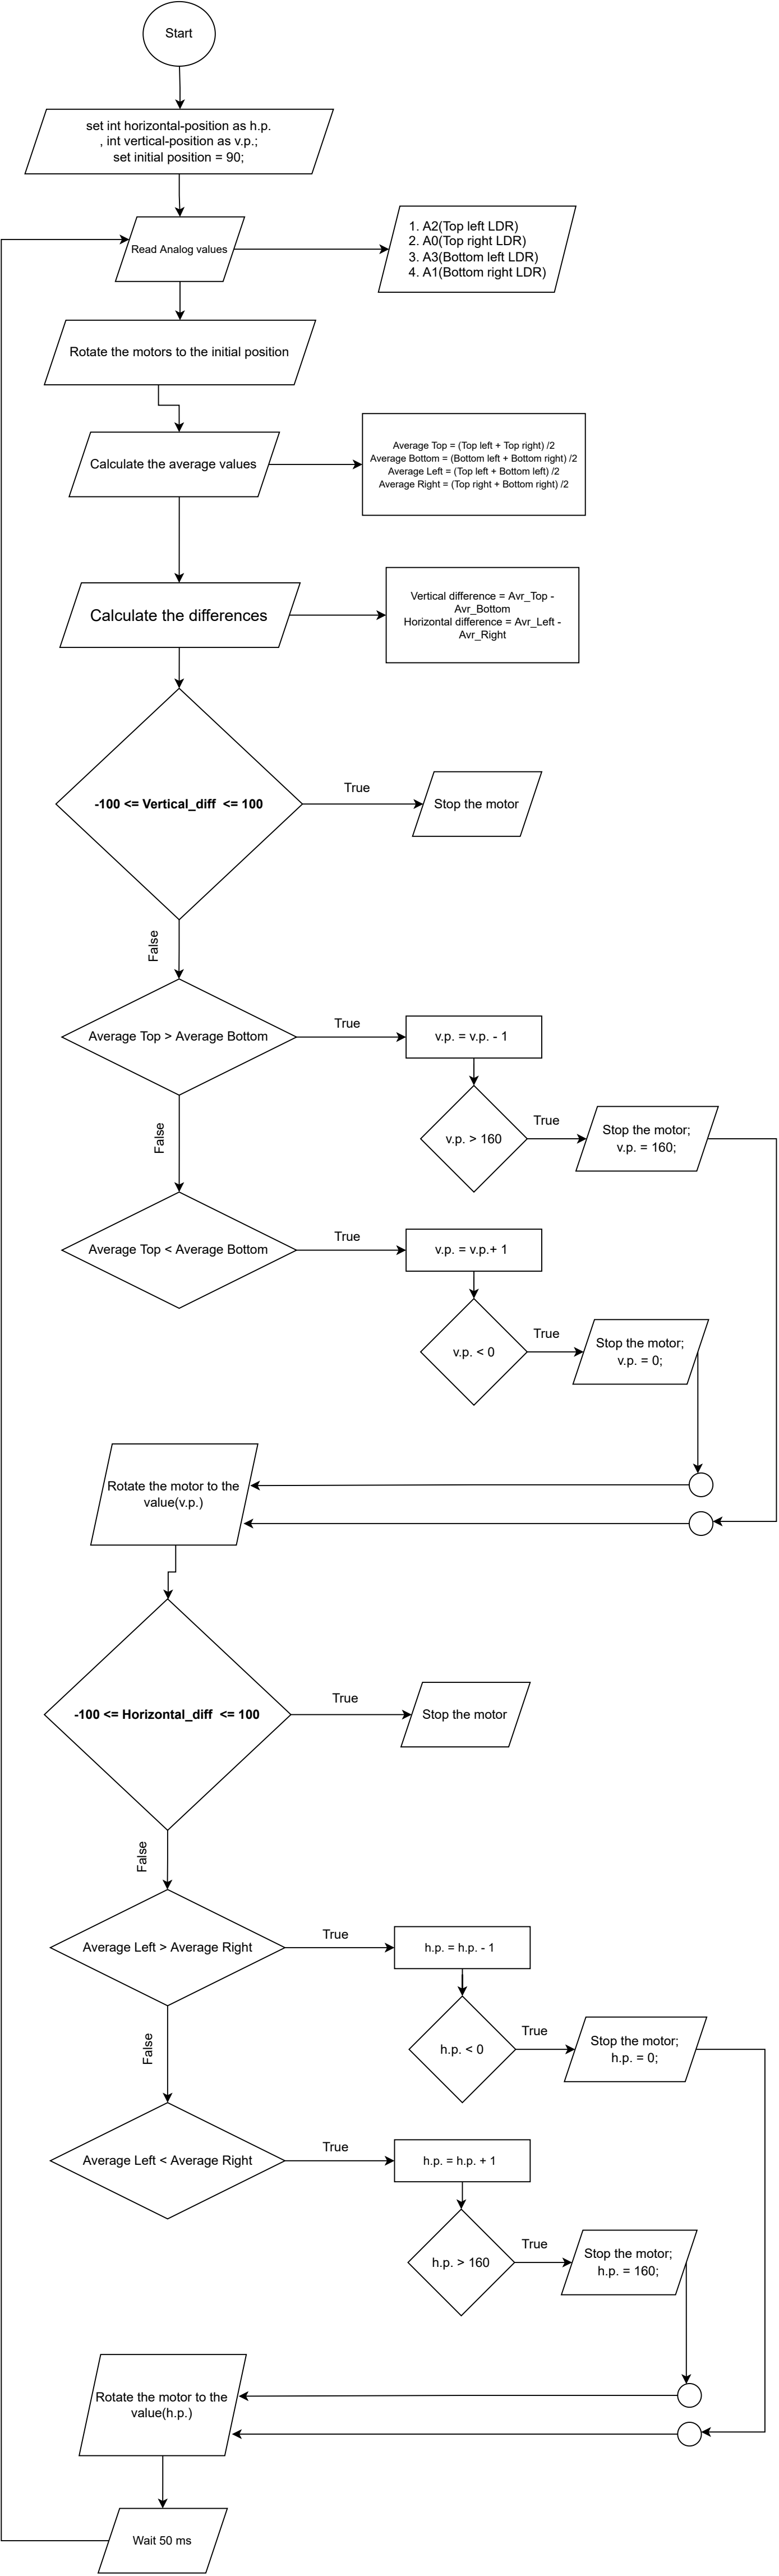 Start
set int horizontal-position as h.p.
, int vertical-position as v.p.;
set initial position = 90;
Read Analog values
1. A2(Top left LDR)
2. A0(Top right LDR)
3. A3(Bottom left LDR)
4. A1(Bottom right LDR)
Rotate the motors to the initial position
Calculate the average values
Average Top = (Top left + Top right) /2
Average Bottom = (Bottom left + Bottom right) /2
Average Left = (Top left + Bottom left) /2
Average Right = (Top right + Bottom right) /2
Calculate the differences
Vertical difference = Avr_Top -
Avr_Bottom
Horizontal difference = Avr_Left -
Avr_Right
-100 <= Vertical_diff <= 100
True
Stop the motor
False
Average Top > Average Bottom
True
v.p. = v.p. - 1
v.p. > 160
True
Stop the motor;
v.p. = 160;
False
Average Top < Average Bottom
True
v.p. = v.p.+ 1
v.p. < 0
True
Stop the motor;
v.p. = 0;
Rotate the motor to the
value(v.p.)
-100 <= Horizontal_diff <= 100
True
Stop the motor
False
Average Left > Average Right
True
h.p. = h.p. - 1
h.p. < 0
True
Stop the motor;
h.p. = 0;
False
Average Left < Average Right
True
h.p. = h.p. + 1
h.p. > 160
True
Stop the motor;
h.p. = 160;
Rotate the motor to the
value(h.p.)
Wait 50 ms